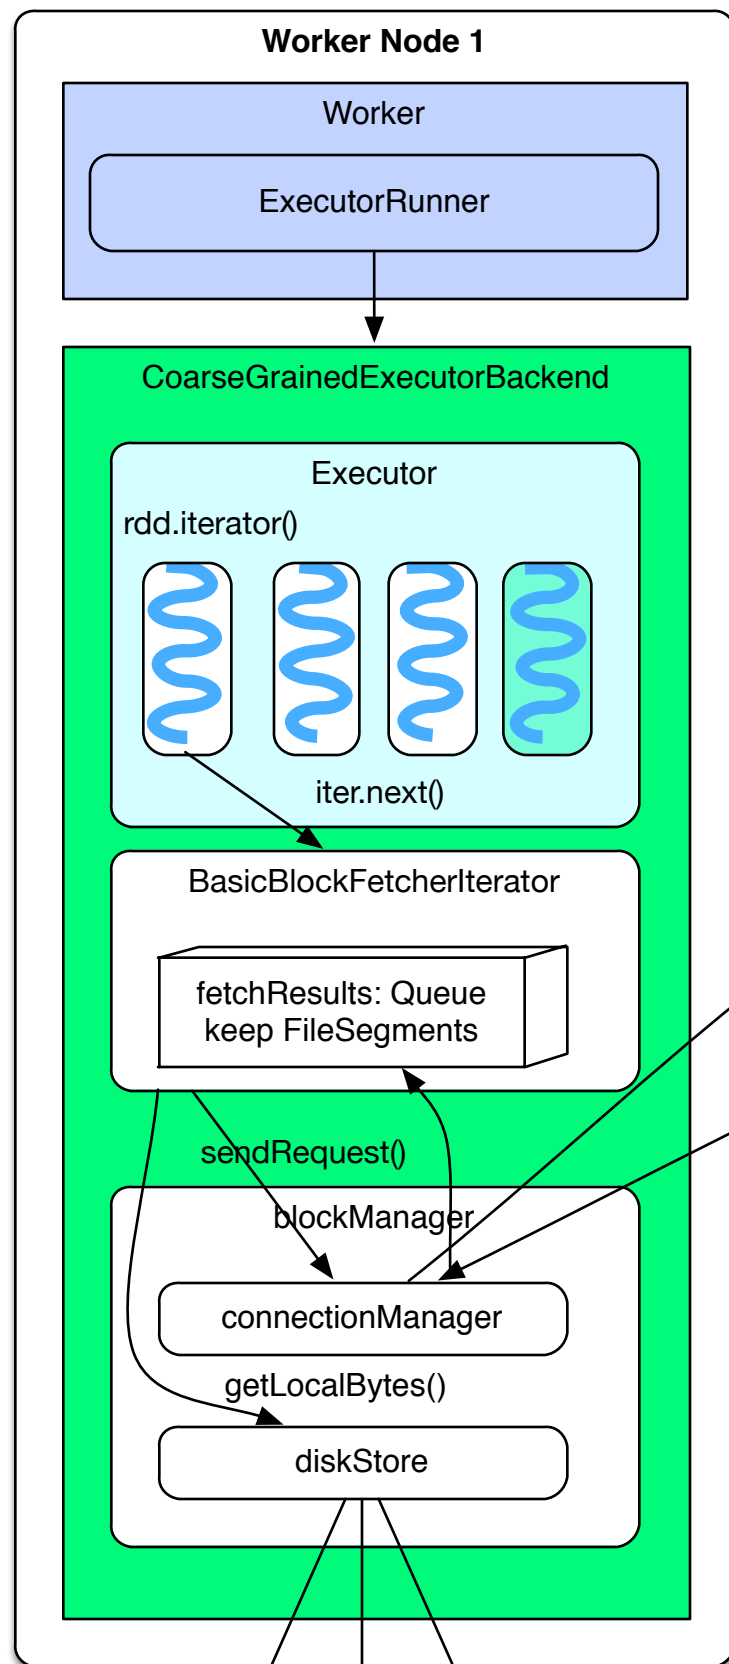 Worker Node 1
Worker
ExecutorRunner
CoarseGrainedExecutorBackend
Executor
rdd.iterator()
iter.next()
BasicBlockFetcherIterator
fetchResults: Queue
keep FileSegments
sendRequest()
blockManager
connectionManager
getLocalBytes()
diskStore